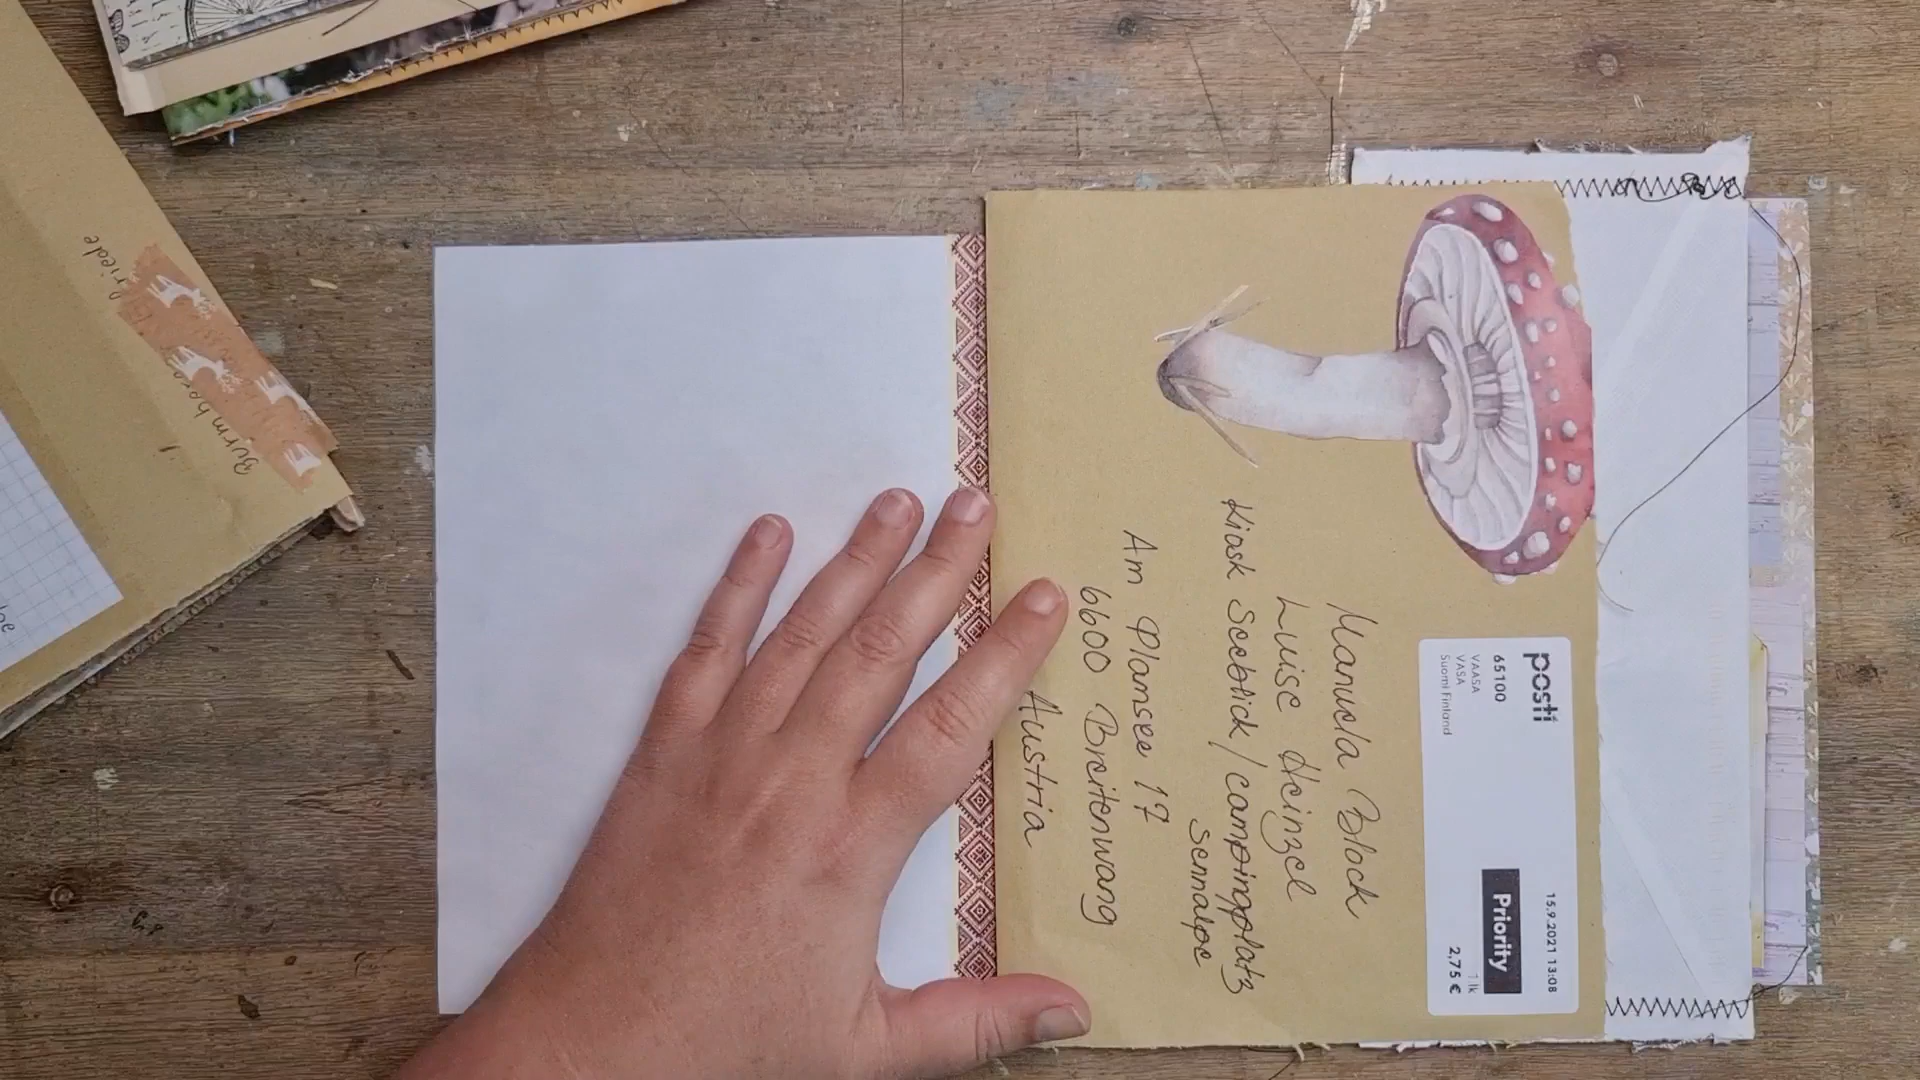 posti
65100
VAASA
VASA
Suomi Finland
15.9.2021 13:08
Priority
1 lk
2,75 €
Manuela Block
Luise Heinzel
Kiosk Seeblick / Campingplatz
Sennalpe
Am Plansee 17
6600 Breitenwang
Austria